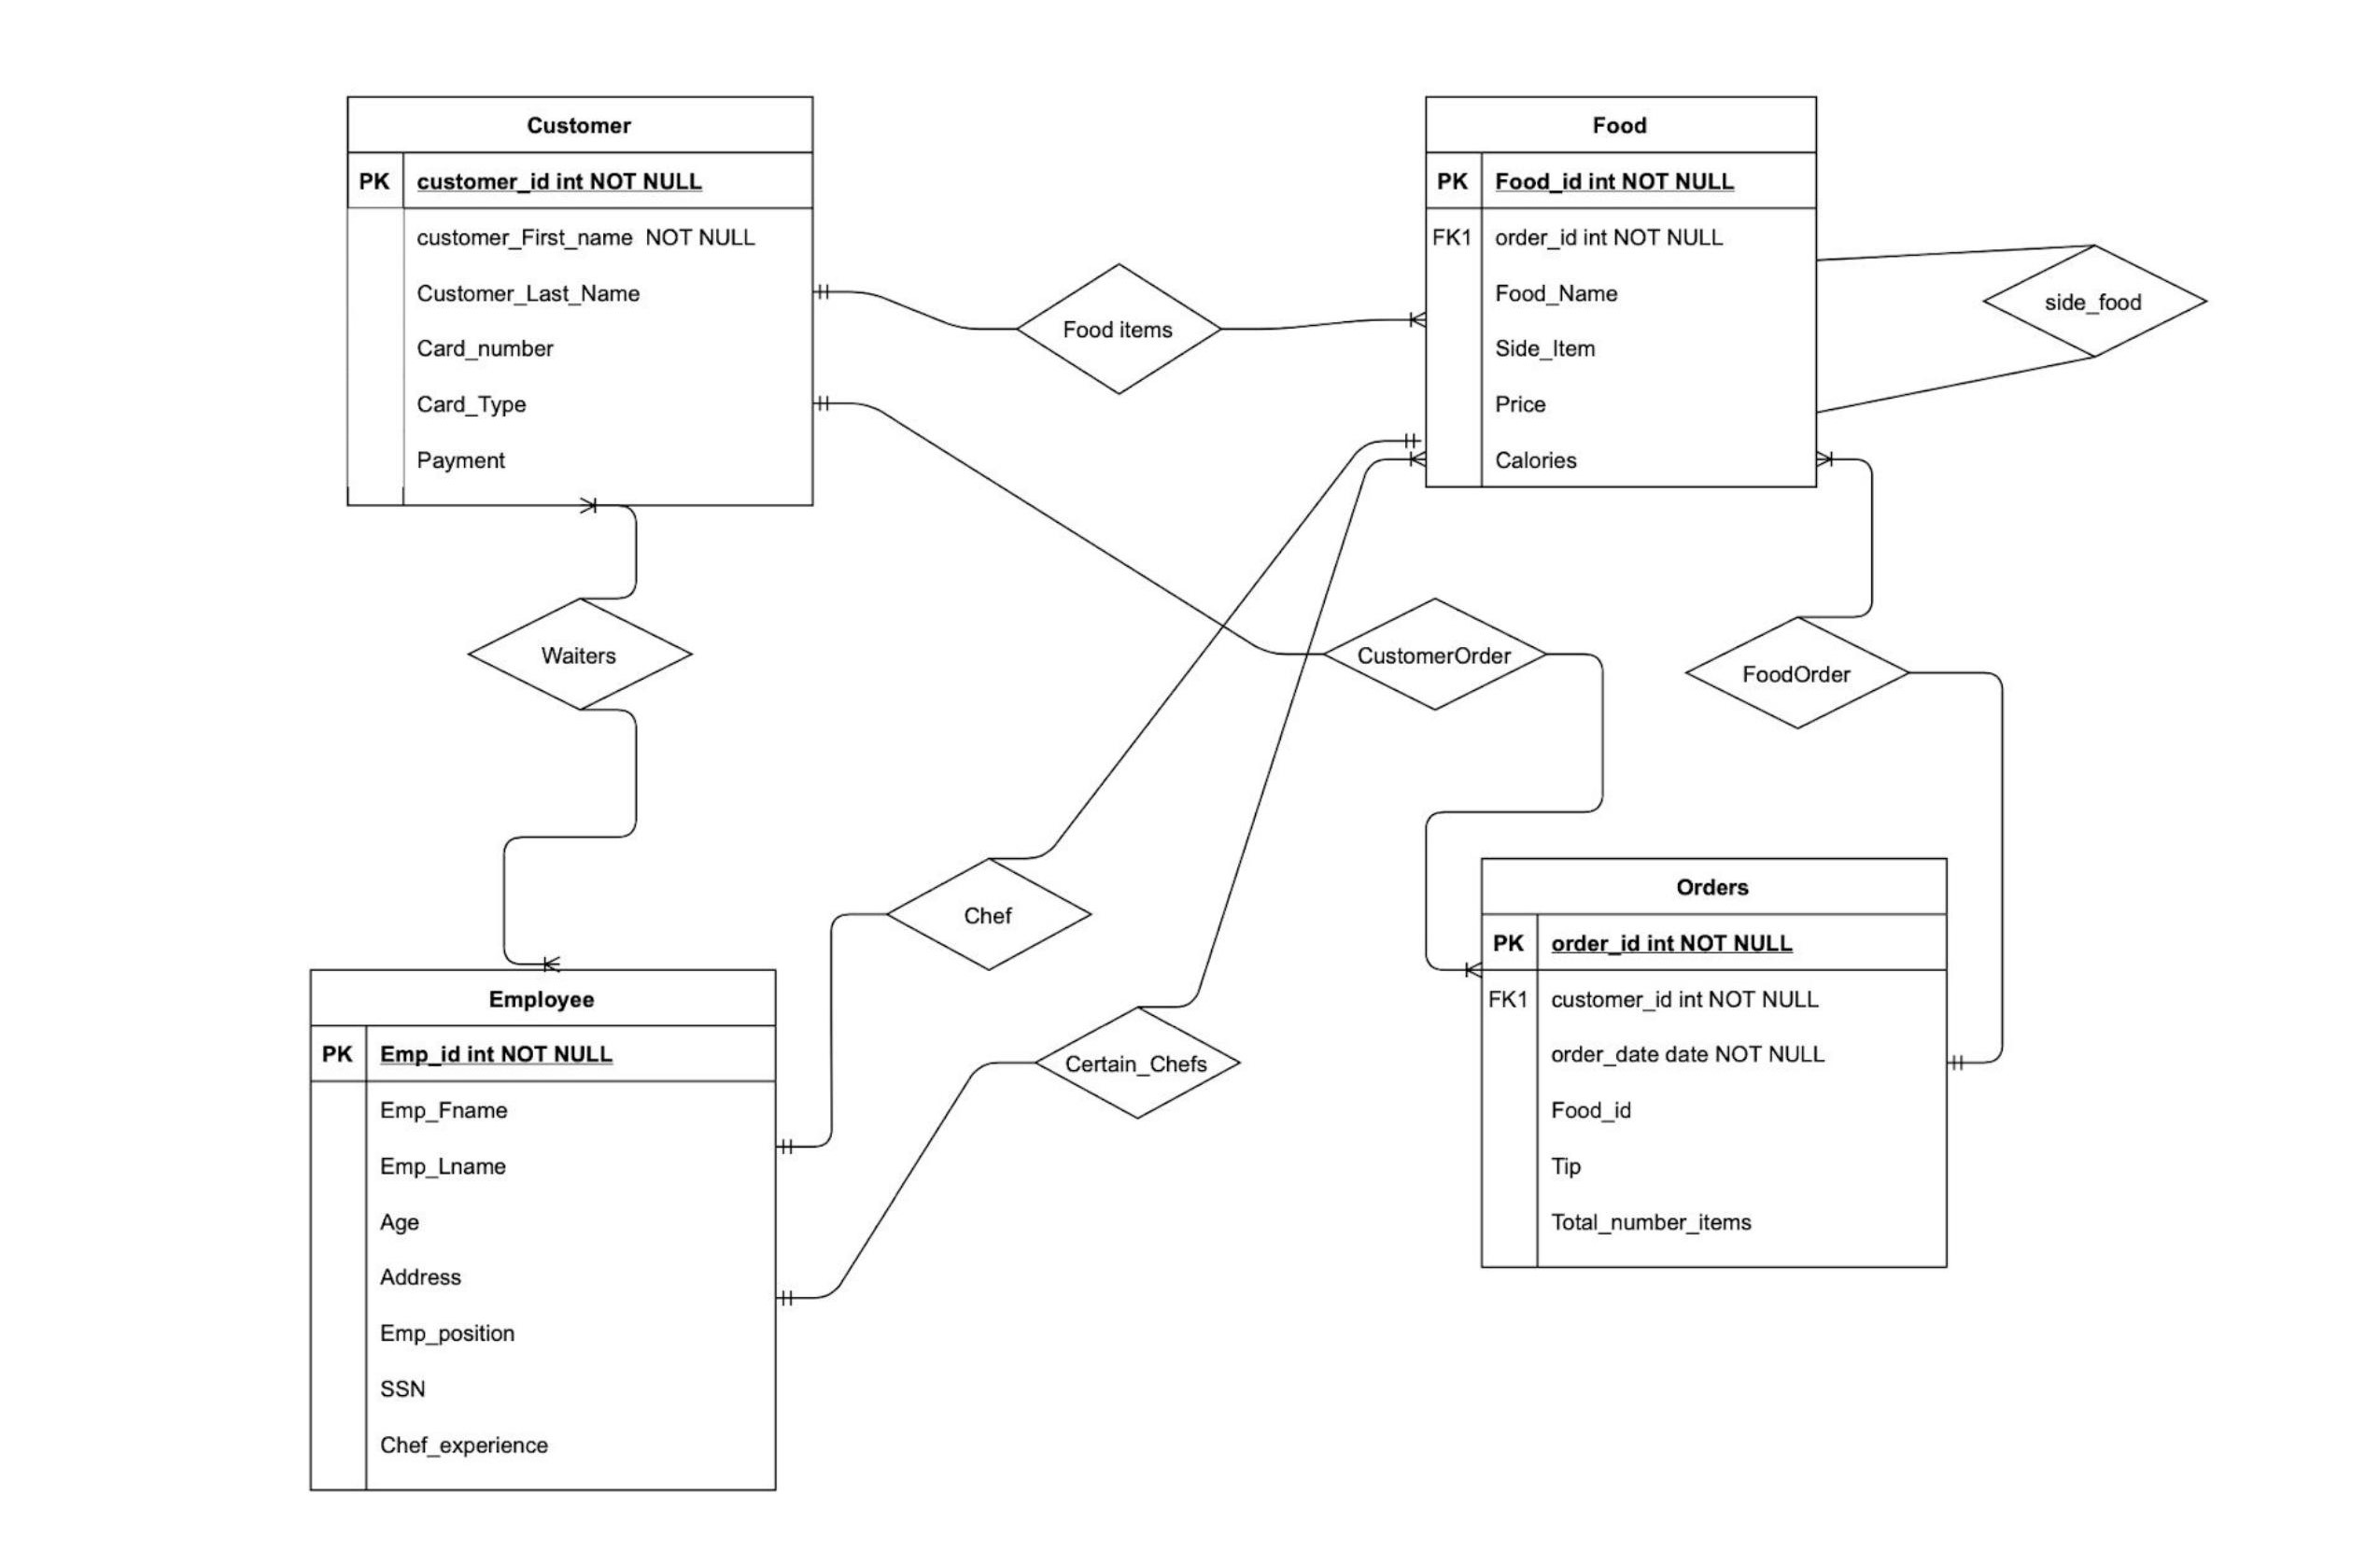 Customer
PK customer_id int NOT NULL
customer_First_name  NOT NULL
Customer_Last_Name
Card_number
Card_Type
Payment
Food
PK Food_id int NOT NULL
FK1 order_id int NOT NULL
Food_Name
Side_Item
Price
Calories
Food items
side_food
Waiters
CustomerOrder
FoodOrder
Chef
Certain_Chefs
Employee
PK Emp_id int NOT NULL
Emp_Fname
Emp_Lname
Age
Address
Emp_position
SSN
Chef_experience
Orders
PK order_id int NOT NULL
FK1 customer_id int NOT NULL
order_date date NOT NULL
Food_id
Tip
Total_number_items